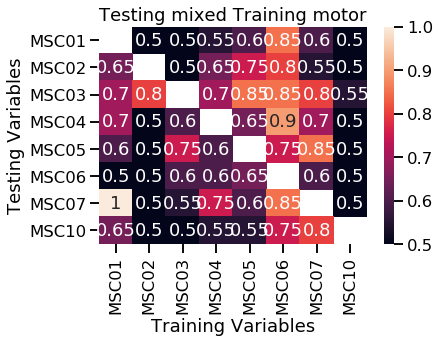 Testing mixed Training motor
Testing Variables
MSC01 0.5 0.5 0.55 0.6 0.85 0.6 0.5
MSC02 0.65 0.5 0.65 0.75 0.8 0.55 0.5
MSC03 0.7 0.8 0.7 0.85 0.85 0.8 0.55
MSC04 0.7 0.5 0.6 0.65 0.9 0.7 0.5
MSC05 0.6 0.5 0.75 0.6 0.75 0.85 0.5
MSC06 0.5 0.5 0.6 0.6 0.65 0.6 0.5
MSC07 1 0.5 0.55 0.75 0.6 0.85 0.5
MSC10 0.65 0.5 0.5 0.55 0.55 0.75 0.8
MSC01 MSC02 MSC03 MSC04 MSC05 MSC06 MSC07 MSC10
Training Variables
1.0
0.9
0.8
0.7
0.6
0.5